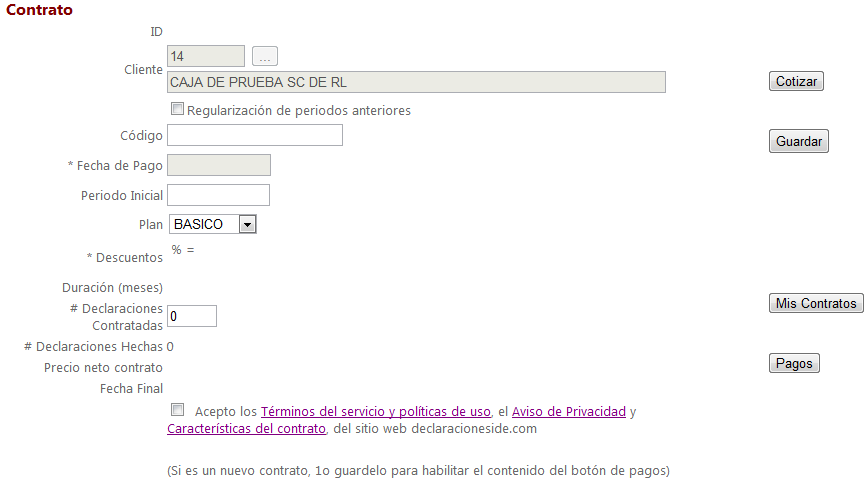 Contrato
ID
14 ...
Cliente
CAJA DE PRUEBA SC DE RL
Cotizar
Regularización de periodos anteriores
Código
Guardar
* Fecha de Pago
Periodo Inicial
Plan BASICO
% =
* Descuentos
Duración (meses)
Mis Contratos
# Declaraciones
Contratadas
0
# Declaraciones Hechas 0
Precio neto contrato
Pagos
Fecha Final
Acepto los Términos del servicio y políticas de uso, el Aviso de Privacidad y
Características del contrato, del sitio web declaracioneside.com
(Si es un nuevo contrato, 1o guardelo para habilitar el contenido del botón de pagos)